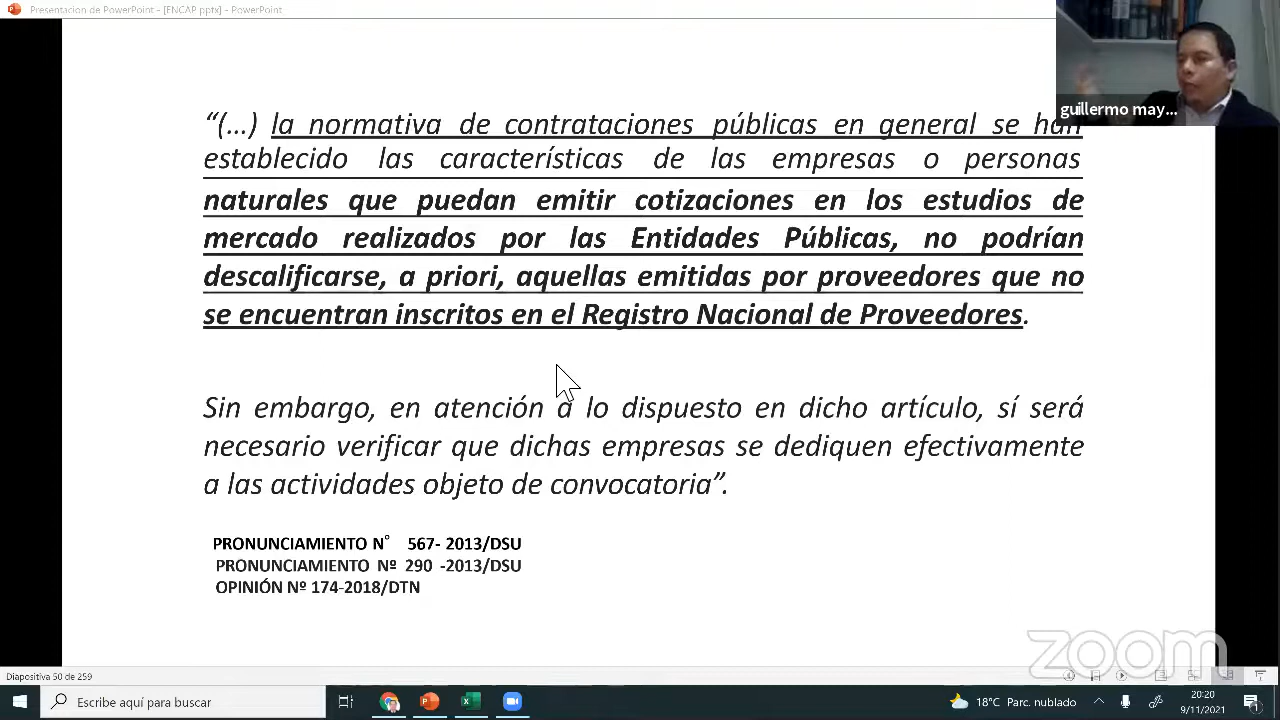 Presentacion de PowerPoint - [ENCAP pptx] - PowerPoint
guillermo may...
“(...) la normativa de contrataciones públicas en general se han
establecido las características de las empresas o personas
naturales que puedan emitir cotizaciones en los estudios de
mercado realizados por las Entidades Públicas, no podrían
descalificarse, a priori, aquellas emitidas por proveedores que no
se encuentran inscritos en el Registro Nacional de Proveedores.
Sin embargo, en atención a lo dispuesto en dicho artículo, sí será
necesario verificar que dichas empresas se dediquen efectivamente
a las actividades objeto de convocatoria”.
PRONUNCIAMIENTO N° 567- 2013/DSU
PRONUNCIAMIENTO Nº 290 -2013/DSU
OPINIÓN Nº 174-2018/DTN
zoom
Diapositiva 50 de 259
Escribe aquí para buscar
18°C Parc. nublado
20:20
9/11/2021